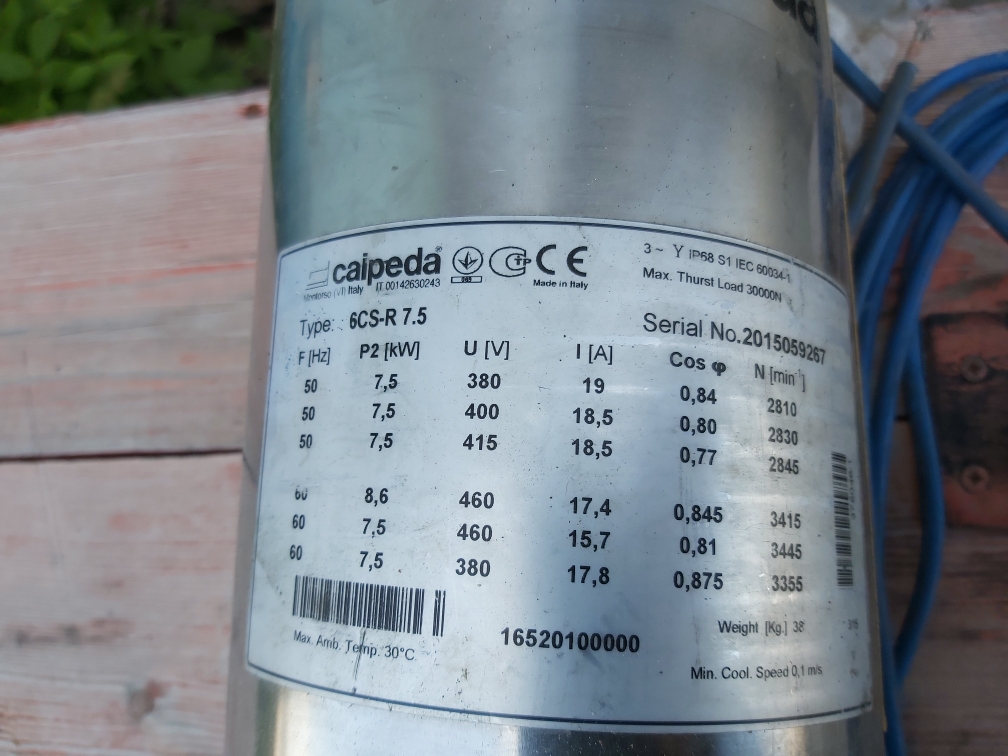 caipeda®
Montorso (VI) Italy IT 00142630243
CE
Made in Italy
3 ~ Y IP68 S1 IEC 60034-1
Max. Thurst Load 30000N
Type: 6CS-R 7.5
Serial No.2015059267
F [Hz] P2 [kW] U [V] I [A] Cos φ N [min⁻¹]
50 7,5 380 19 0,84 2810
50 7,5 400 18,5 0,80 2830
50 7,5 415 18,5 0,77 2845
60 8,6 460 17,4 0,845 3415
60 7,5 460 15,7 0,81 3445
60 7,5 380 17,8 0,875 3355
16520100000
Weight [Kg.] 38
Max. Amb. Temp. 30°C
Min. Cool. Speed 0,1 m/s